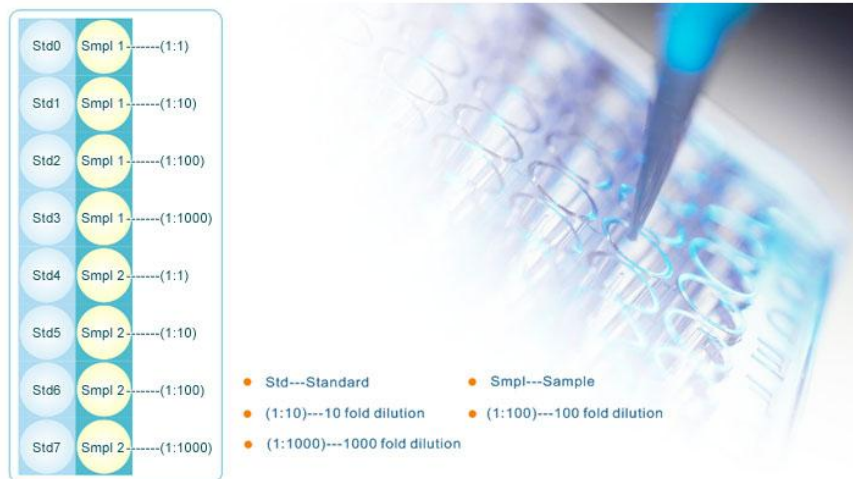 Std0 Smpl 1-------(1:1)
Std1 Smpl 1-------(1:10)
Std2 Smpl 1-------(1:100)
Std3 Smpl 1-------(1:1000)
Std4 Smpl 2-------(1:1)
Std5 Smpl 2-------(1:10)
Std6 Smpl 2-------(1:100)
Std7 Smpl 2-------(1:1000)
Std---Standard
Smpl---Sample
(1:10)---10 fold dilution
(1:100)---100 fold dilution
(1:1000)---1000 fold dilution